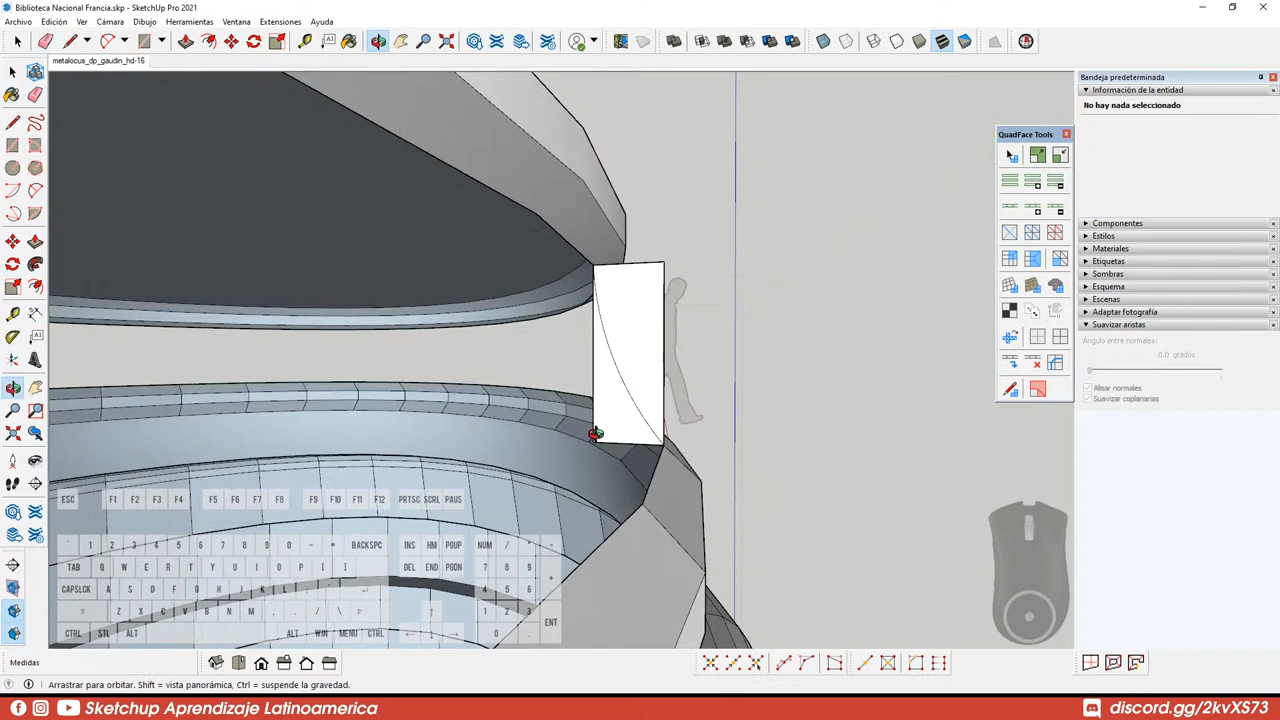 Biblioteca Nacional Francia.skp - SketchUp Pro 2021
Archivo Edición Ver Cámara Dibujo Herramientas Ventana Extensiones Ayuda
metalocus_dp_gaudin_hd-16
Bandeja predeterminada
Información de la entidad
No hay nada seleccionado
QuadFace Tools
Componentes
Estilos
Materiales
Etiquetas
Sombras
Esquema
Escenas
Adaptar fotografía
Suavizar aristas
Ángulo entre normales:
0.0 grados
Alisar normales
Suavizar coplanarias
ESC F1 F2 F3 F4 F5 F6 F7 F8 F9 F10 F11 F12 PRTSC SCRL PAUS
` 1 2 3 4 5 6 7 8 9 0 - = BACKSPC INS HM PGUP NUM / * -
TAB Q W E R T Y U I O P [ ] DEL END PGDN 7 8 9 +
CAPSLCK A S D F G H J K L ; ' 4 5 6
Z X C V B N M , . / 1 2 3 ENT
CTRL STL ALT ALT WIN MENU CTRL 0 .
Medidas
Arrastrar para orbitar. Shift = vista panorámica, Ctrl = suspende la gravedad.
Sketchup Aprendizaje Latinoamerica
discord.gg/2kvXS73